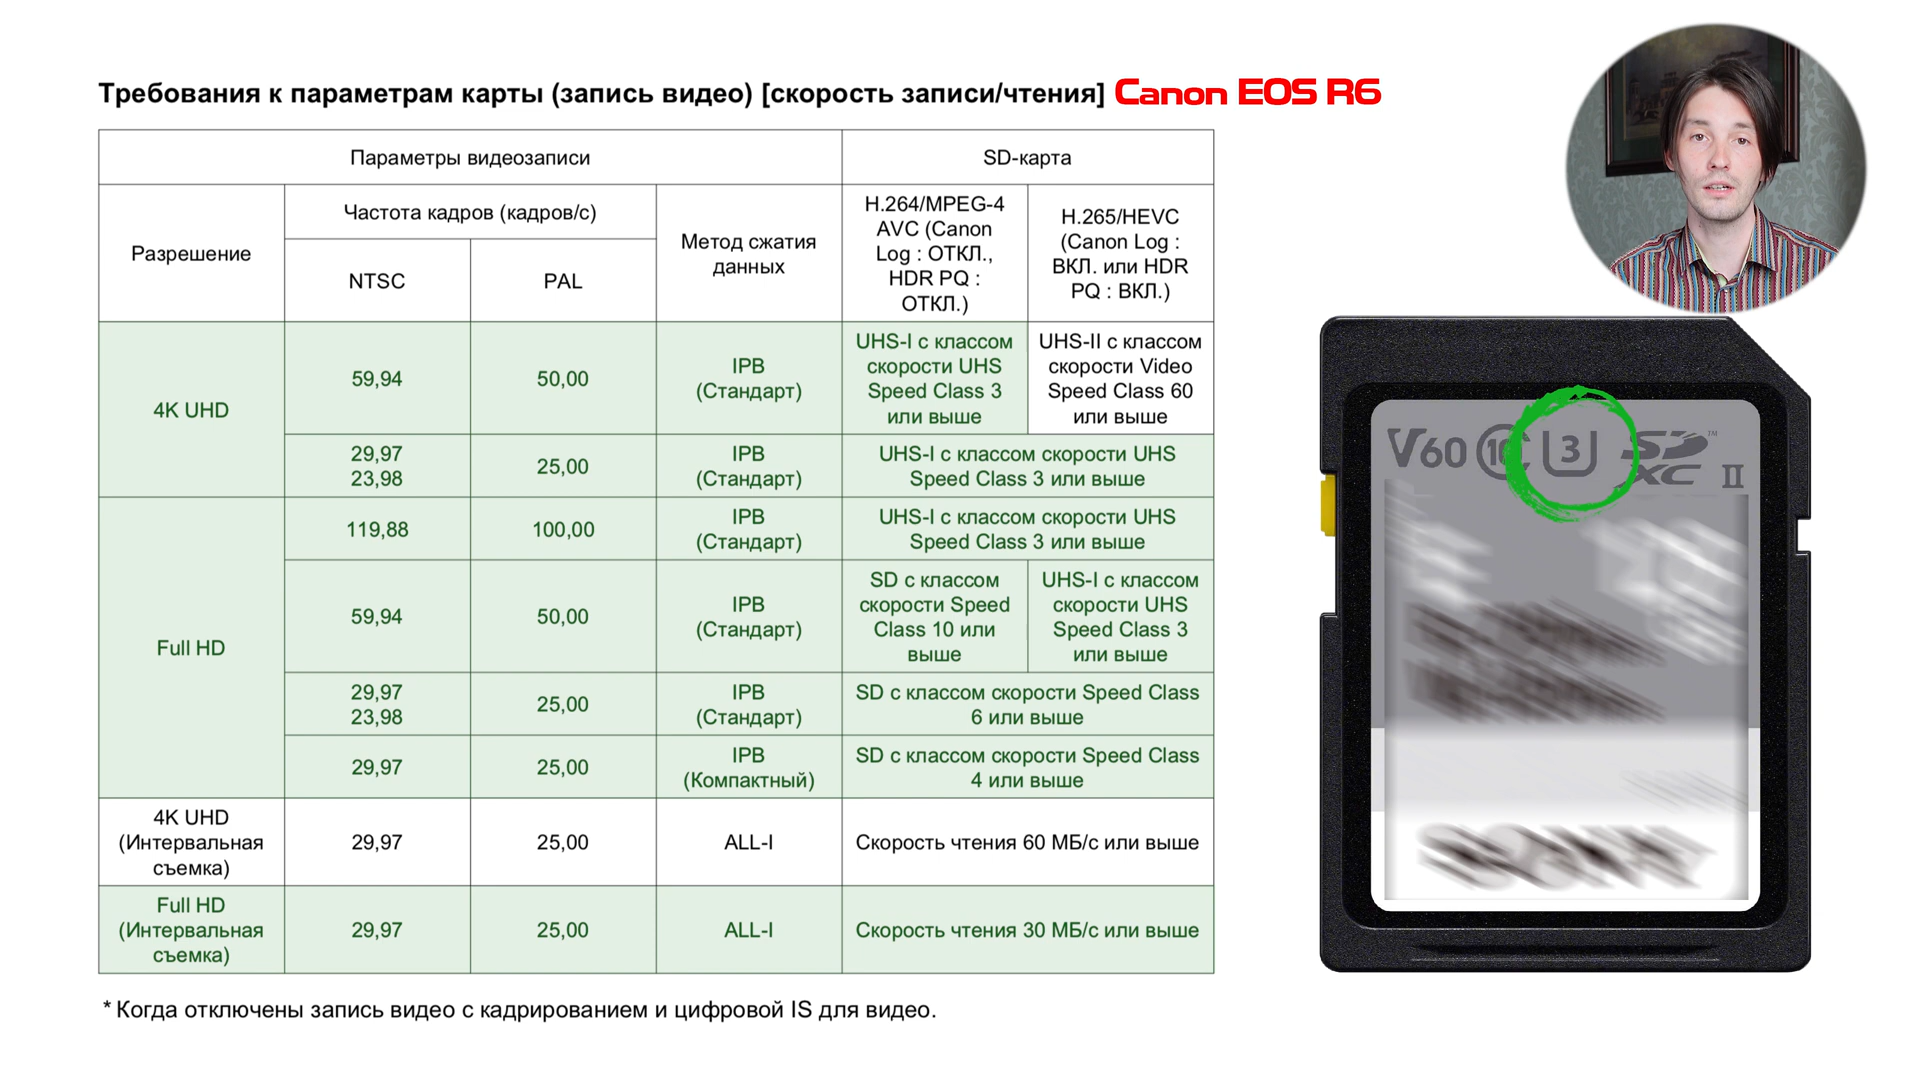 Требования к параметрам карты (запись видео) [скорость записи/чтения] Canon EOS R6
Параметры видеозаписи
SD-карта
Разрешение
Частота кадров (кадров/с)
NTSC
PAL
Метод сжатия
данных
H.264/MPEG-4
AVC (Canon
Log : ОТКЛ.,
HDR PQ :
ОТКЛ.)
H.265/HEVC
(Canon Log :
ВКЛ. или HDR
PQ : ВКЛ.)
4K UHD
59,94
50,00
IPB
(Стандарт)
UHS-I с классом
скорости UHS
Speed Class 3
или выше
UHS-II с классом
скорости Video
Speed Class 60
или выше
29,97
23,98
25,00
IPB
(Стандарт)
UHS-I с классом скорости UHS
Speed Class 3 или выше
Full HD
119,88
100,00
IPB
(Стандарт)
UHS-I с классом скорости UHS
Speed Class 3 или выше
59,94
50,00
IPB
(Стандарт)
SD с классом
скорости Speed
Class 10 или
выше
UHS-I с классом
скорости UHS
Speed Class 3
или выше
29,97
23,98
25,00
IPB
(Стандарт)
SD с классом скорости Speed Class
6 или выше
29,97
25,00
IPB
(Компактный)
SD с классом скорости Speed Class
4 или выше
4K UHD
(Интервальная
съемка)
29,97
25,00
ALL-I
Скорость чтения 60 МБ/с или выше
Full HD
(Интервальная
съемка)
29,97
25,00
ALL-I
Скорость чтения 30 МБ/с или выше
* Когда отключены запись видео с кадрированием и цифровой IS для видео.
V60 10 3 SD XC II